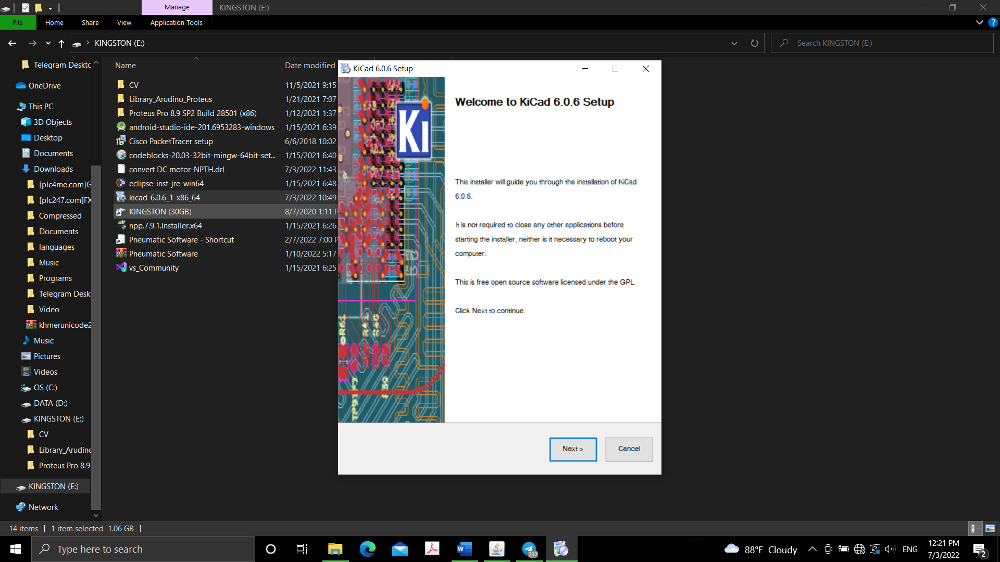 Manage
KINGSTON (E:)
File
Home
Share
View
Application Tools
KINGSTON (E:)
Search KINGSTON (E:)
Telegram Deskto
OneDrive
This PC
3D Objects
Desktop
Documents
Downloads
[plc4me.com]G
[plc247.com]FX
Compressed
Documents
languages
Music
Programs
Telegram Desk
Video
khmerunicode2
Music
Pictures
Videos
OS (C:)
DATA (D:)
KINGSTON (E:)
CV
Library_Arudino
Proteus Pro 8.9
KINGSTON (E:)
Network
Name Date modified
CV 11/5/2021 9:15
Library_Arudino_Proteus 1/21/2021 7:07
Proteus Pro 8.9 SP2 Build 28501 (x86) 1/12/2021 1:37
android-studio-ide-201.6953283-windows 1/15/2021 6:39
Cisco PacketTracer setup 6/6/2018 10:02
codeblocks-20.03-32bit-mingw-64bit-set... 1/15/2021 6:40
convert DC motor-NPTH.drl 7/3/2022 11:43
eclipse-inst-jre-win64 1/15/2021 6:48
kicad-6.0.6_1-x86_64 7/3/2022 10:49
KINGSTON (30GB) 8/7/2020 1:11 P
npp.7.9.1.Installer.x64 1/15/2021 6:26
Pneumatic Software - Shortcut 2/7/2022 7:00 P
Pneumatic Software 1/10/2022 5:17
vs_Community 1/15/2021 6:25
KiCad 6.0.6 Setup
Ki
R41
R40
TP91
P7
P39
Welcome to KiCad 6.0.6 Setup
This installer will guide you through the installation of KiCad
6.0.6.
It is not required to close any other applications before
starting the installer, neither is it necessary to reboot your
computer.
This is free open source software licensed under the GPL.
Click Next to continue.
Next >
Cancel
14 items
1 item selected 1.06 GB
Type here to search
292
88°F Cloudy
ENG
12:21 PM
7/3/2022
2